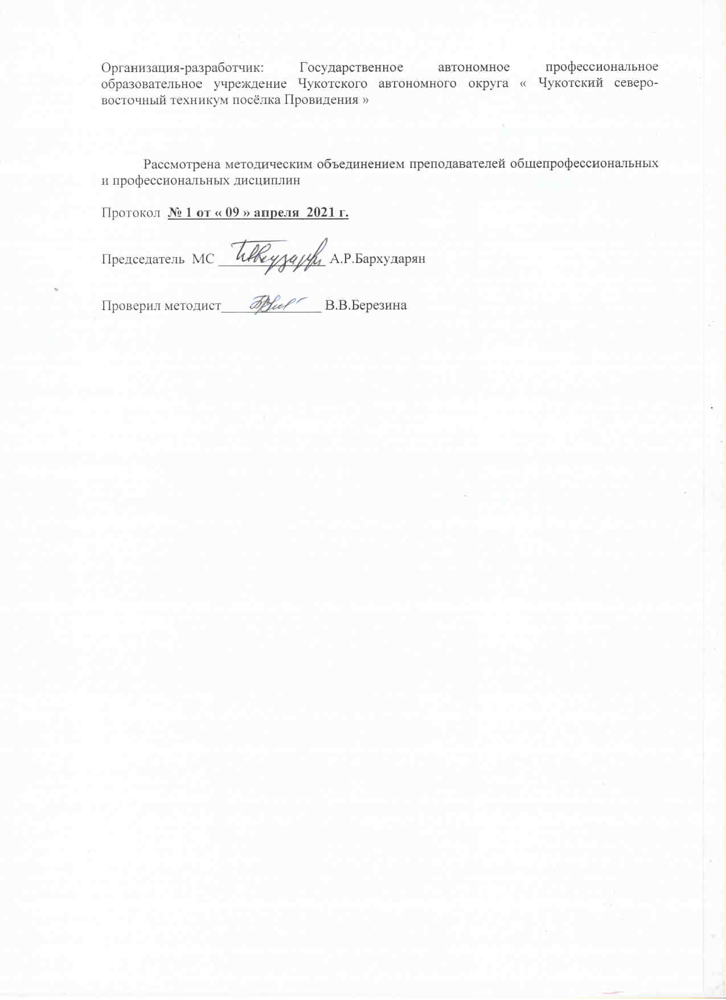 Организация-разработчик: Государственное автономное профессиональное
образовательное учреждение Чукотского автономного округа « Чукотский северо-
восточный техникум посёлка Провидения »
Рассмотрена методическим объединением преподавателей общепрофессиональных
и профессиональных дисциплин
Протокол № 1 от « 09 » апреля 2021 г.
Председатель МС ______________ А.Р.Бархударян
Проверил методист______________ В.В.Березина